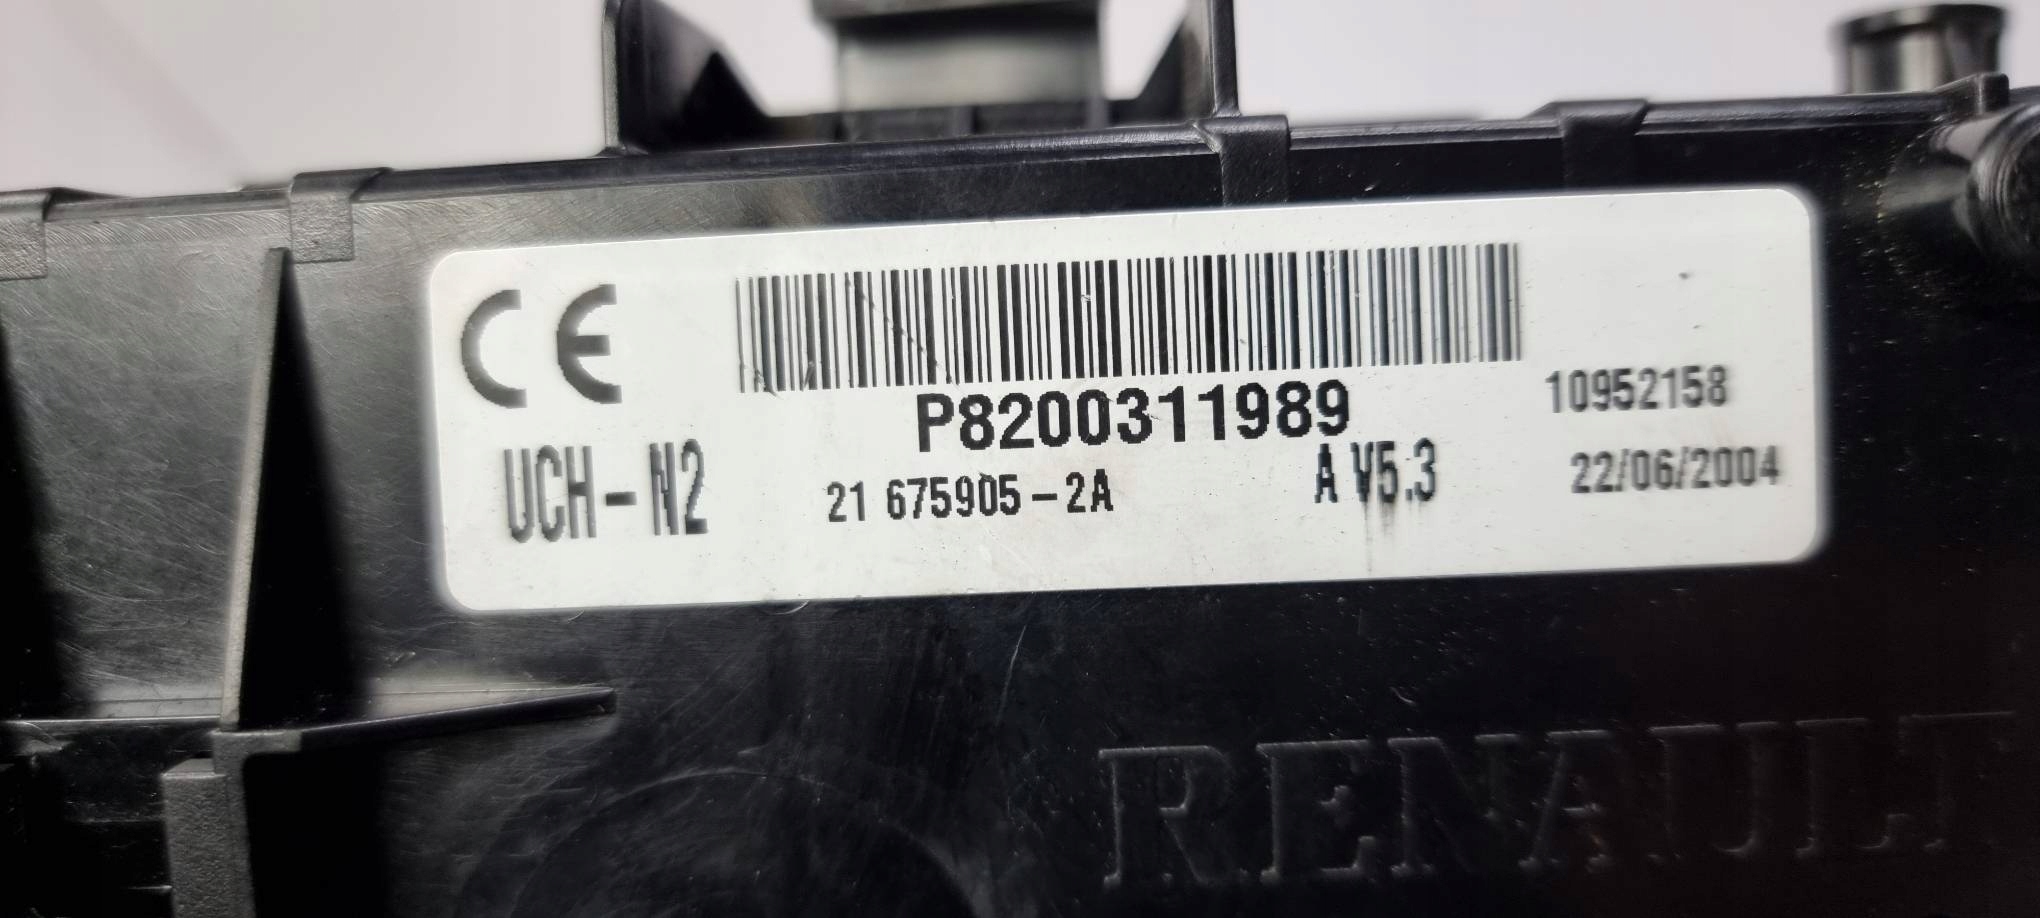 CE
P8200311989
10952158
UCH-N2
21 675905-2A
A V5.3
22/06/2004
RENAULT